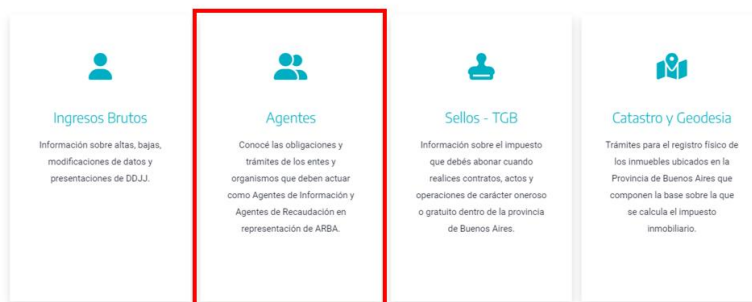 Ingresos Brutos
Información sobre altas, bajas,
modificaciones de datos y
presentaciones de DDJJ.
Agentes
Conocé las obligaciones y
trámites de los entes y
organismos que deben actuar
como Agentes de Información y
Agentes de Recaudación en
representación de ARBA.
Sellos - TGB
Información sobre el impuesto
que debés abonar cuando
realices contratos, actos y
operaciones de carácter oneroso
o gratuito dentro de la provincia
de Buenos Aires.
Catastro y Geodesia
Trámites para el registro físico de
los inmuebles ubicados en la
Provincia de Buenos Aires que
componen la base sobre la que
se calcula el impuesto
inmobiliario.